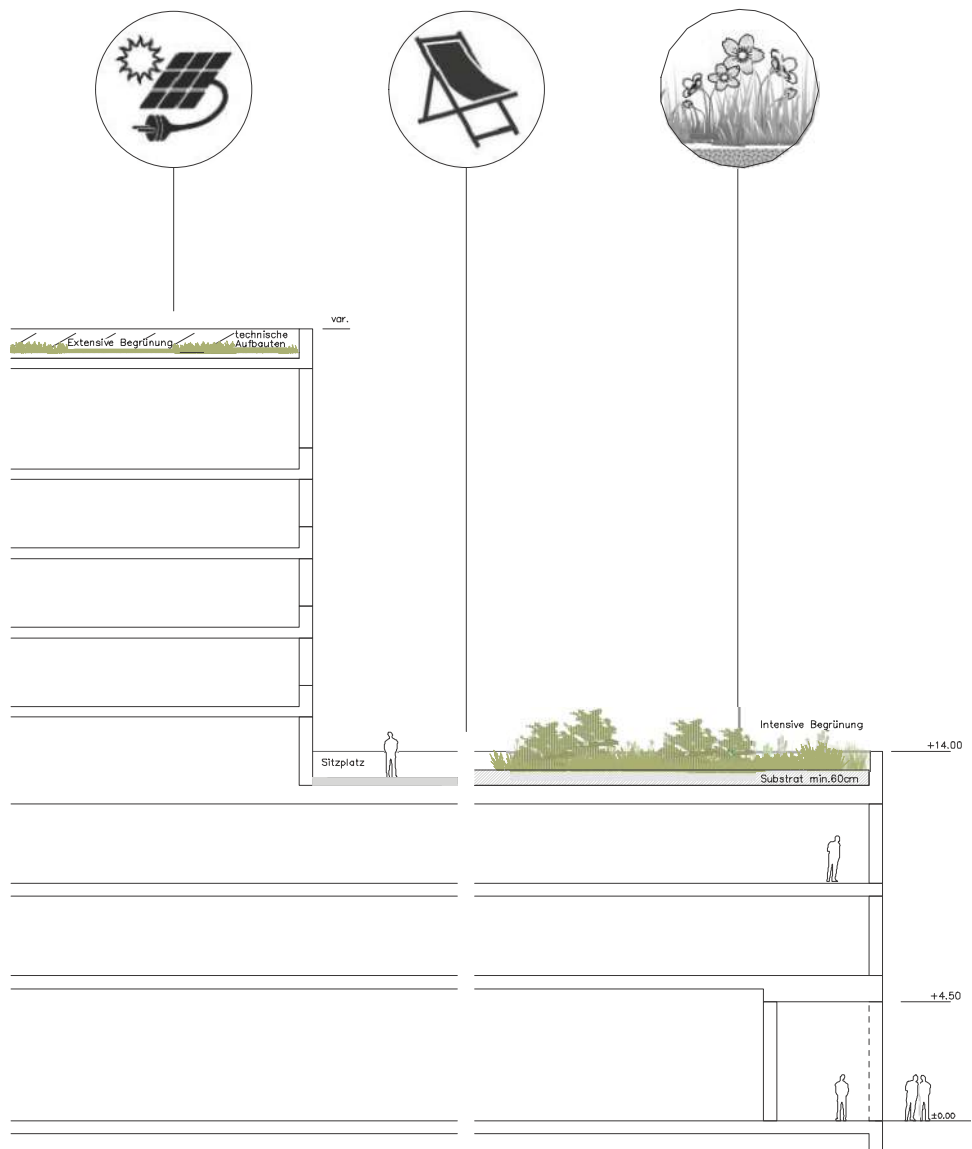 var.
Extensive Begrünung
technische
Aufbauten
Intensive Begrünung
+14.00
Sitzplatz
Substrat min.60cm
+4.50
±0.00